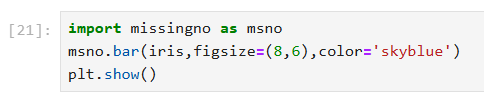 [21]: import missingno as msno
msno.bar(iris,figsize=(8,6),color='skyblue')
plt.show()